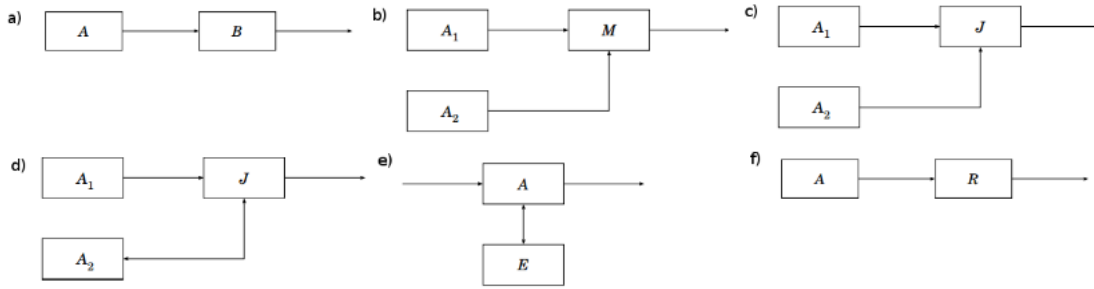 a) A B
b) A₁ M
A₂
c) A₁ J
A₂
d) A₁ J
A₂
e) A
E
f) A R